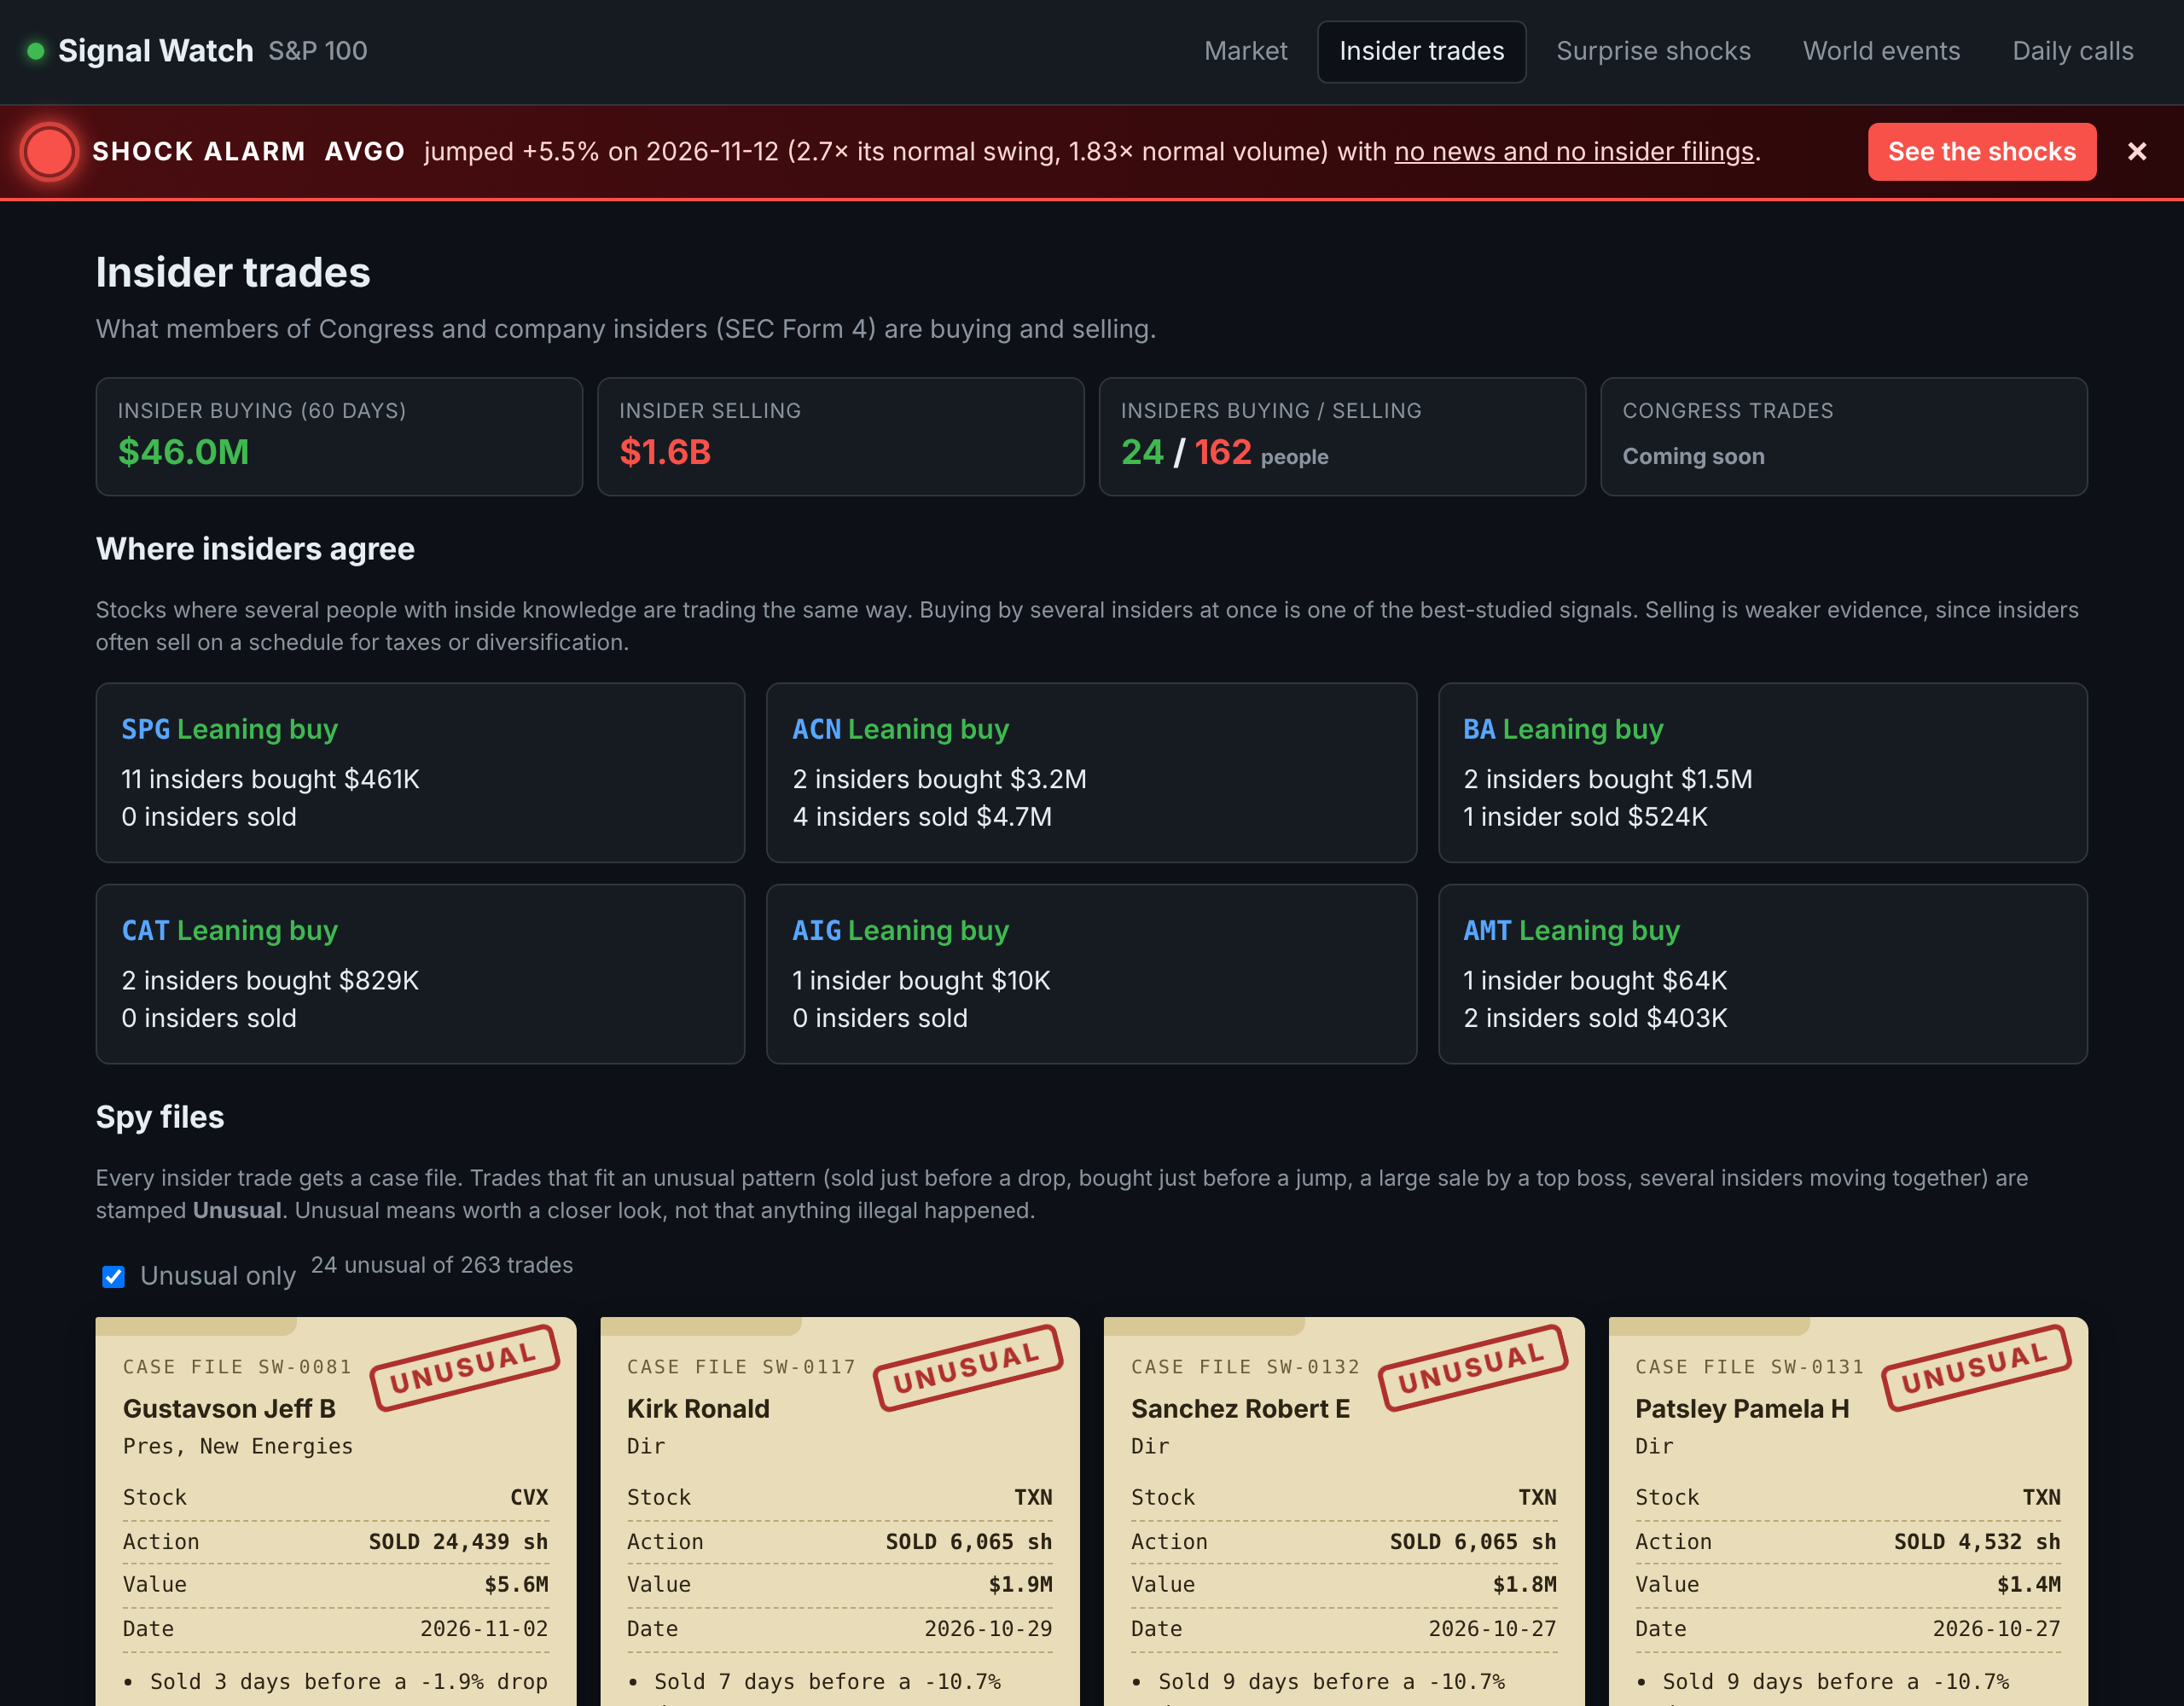 Signal Watch S&P 100
Market
Insider trades
Surprise shocks
World events
Daily calls
SHOCK ALARM AVGO jumped +5.5% on 2026-11-12 (2.7× its normal swing, 1.83× normal volume) with no news and no insider filings.
See the shocks
×
Insider trades
What members of Congress and company insiders (SEC Form 4) are buying and selling.
INSIDER BUYING (60 DAYS)
$46.0M
INSIDER SELLING
$1.6B
INSIDERS BUYING / SELLING
24 / 162 people
CONGRESS TRADES
Coming soon
Where insiders agree
Stocks where several people with inside knowledge are trading the same way. Buying by several insiders at once is one of the best-studied signals. Selling is weaker evidence, since insiders
often sell on a schedule for taxes or diversification.
SPG Leaning buy
11 insiders bought $461K
0 insiders sold
ACN Leaning buy
2 insiders bought $3.2M
4 insiders sold $4.7M
BA Leaning buy
2 insiders bought $1.5M
1 insider sold $524K
CAT Leaning buy
2 insiders bought $829K
0 insiders sold
AIG Leaning buy
1 insider bought $10K
0 insiders sold
AMT Leaning buy
1 insider bought $64K
2 insiders sold $403K
Spy files
Every insider trade gets a case file. Trades that fit an unusual pattern (sold just before a drop, bought just before a jump, a large sale by a top boss, several insiders moving together) are
stamped Unusual. Unusual means worth a closer look, not that anything illegal happened.
Unusual only
24 unusual of 263 trades
CASE FILE SW-0081
UNUSUAL
Gustavson Jeff B
Pres, New Energies
Stock CVX
Action SOLD 24,439 sh
Value $5.6M
Date 2026-11-02
• Sold 3 days before a -1.9% drop
CASE FILE SW-0117
UNUSUAL
Kirk Ronald
Dir
Stock TXN
Action SOLD 6,065 sh
Value $1.9M
Date 2026-10-29
• Sold 7 days before a -10.7%
CASE FILE SW-0132
UNUSUAL
Sanchez Robert E
Dir
Stock TXN
Action SOLD 6,065 sh
Value $1.8M
Date 2026-10-27
• Sold 9 days before a -10.7%
CASE FILE SW-0131
UNUSUAL
Patsley Pamela H
Dir
Stock TXN
Action SOLD 4,532 sh
Value $1.4M
Date 2026-10-27
• Sold 9 days before a -10.7%